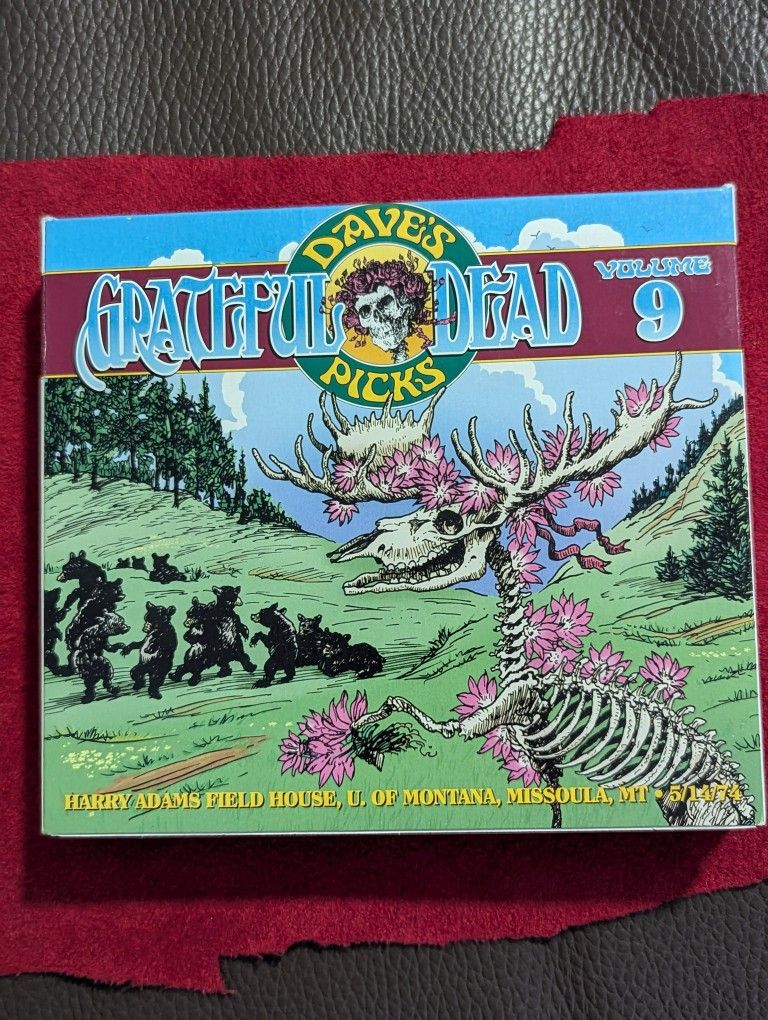 DAVE'S
GRATEFUL DEAD
PICKS
VOLUME
9
HARRY ADAMS FIELD HOUSE, U. OF MONTANA, MISSOULA, MT • 5/14/74